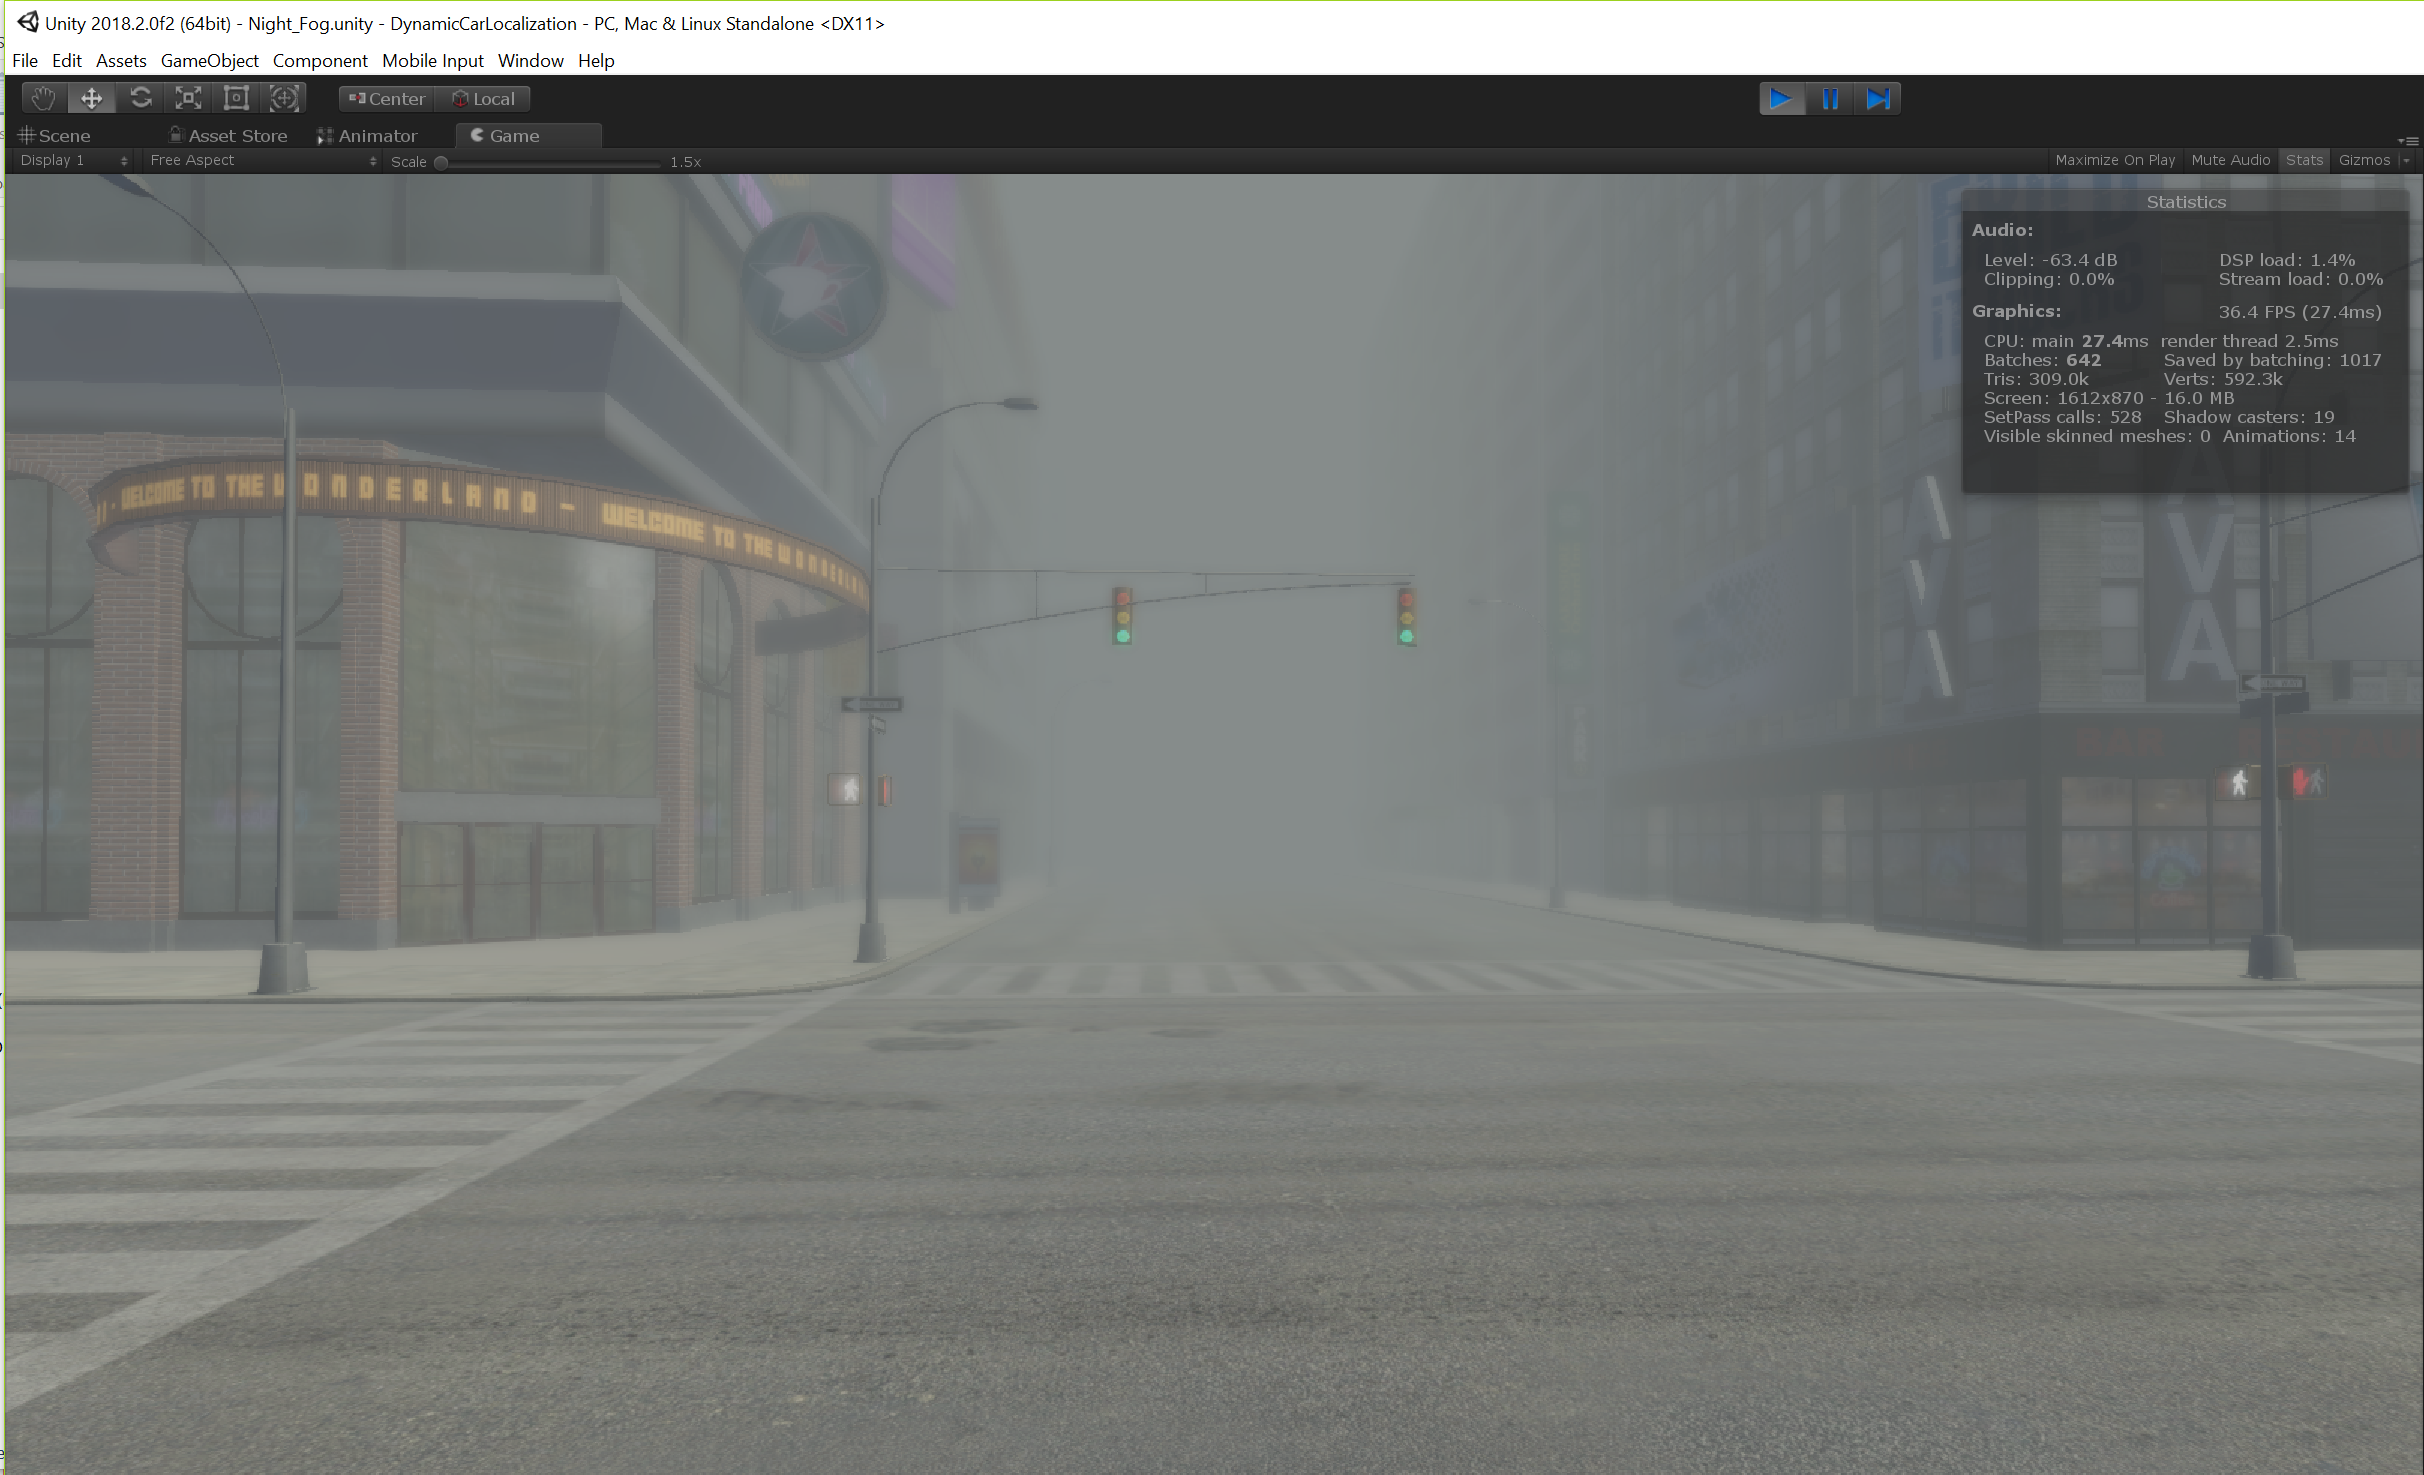 Unity 2018.2.0f2 (64bit) - Night_Fog.unity - DynamicCarLocalization - PC, Mac & Linux Standalone <DX11>
File Edit Assets GameObject Component Mobile Input Window Help
Center Local
Scene Asset Store Animator Game
Display 1 Free Aspect Scale 1.5x Maximize On Play Mute Audio Stats Gizmos
Statistics
Audio:
Level: -63.4 dB DSP load: 1.4%
Clipping: 0.0% Stream load: 0.0%
Graphics: 36.4 FPS (27.4ms)
CPU: main 27.4ms render thread 2.5ms
Batches: 642 Saved by batching: 1017
Tris: 309.0k Verts: 592.3k
Screen: 1612x870 - 16.0 MB
SetPass calls: 528 Shadow casters: 19
Visible skinned meshes: 0 Animations: 14
- WELCOME TO THE WONDERLAND - WELCOME TO THE WONDERLAN
AVA
BAR